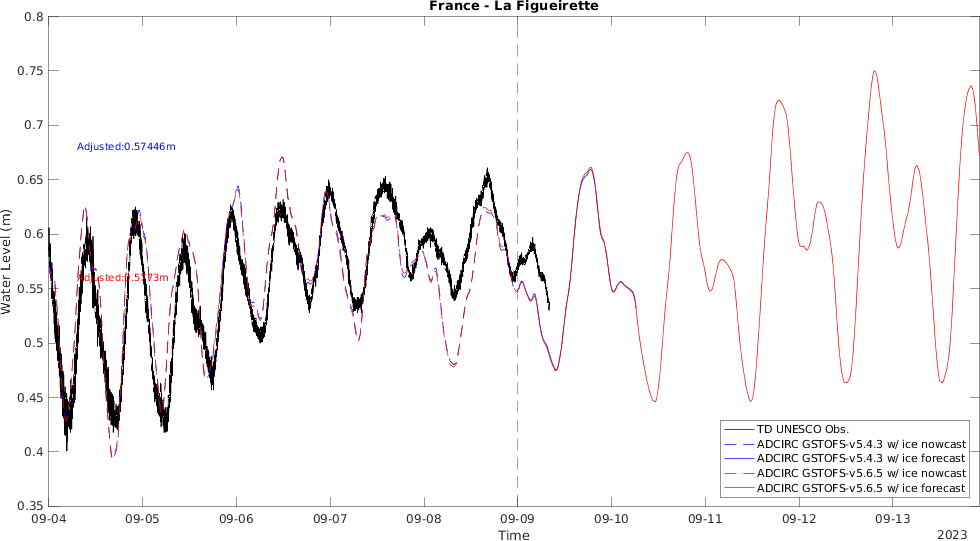 France - La Figueirette
0.8
0.75
0.7
0.65
0.6
0.55
0.5
0.45
0.4
0.35
Water Level (m)
Adjusted:0.57446m
TD UNESCO Obs.
ADCIRC GSTOFS-v5.4.3 w/ ice nowcast
ADCIRC GSTOFS-v5.4.3 w/ ice forecast
ADCIRC GSTOFS-v5.6.5 w/ ice nowcast
ADCIRC GSTOFS-v5.6.5 w/ ice forecast
09-04 09-05 09-06 09-07 09-08 09-09 09-10 09-11 09-12 09-13
Time
2023